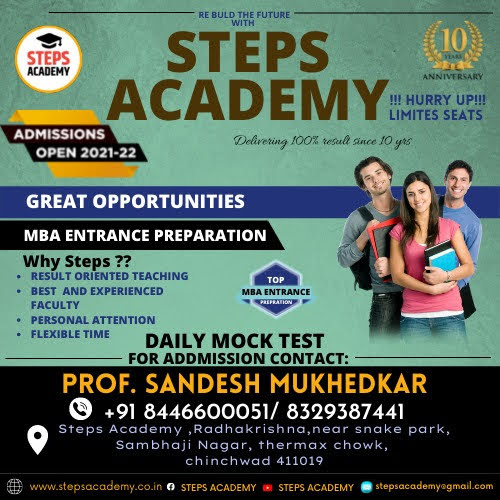 RE BULD THE FUTURE
WITH
STEPS
ACADEMY
STEPS
ACADEMY
10
YEARS
ANNIVERSARY
!!! HURRY UP!!!
LIMITES SEATS
ADMISSIONS
OPEN 2021-22
Delivering 100% result since 10 yrs
GREAT OPPORTUNITIES
MBA ENTRANCE PREPARATION
Why Steps ??
• RESULT ORIENTED TEACHING
• BEST AND EXPERIENCED
FACULTY
• PERSONAL ATTENTION
• FLEXIBLE TIME
TOP
MBA ENTRANCE
PREPRATION
DAILY MOCK TEST
FOR ADDMISSION CONTACT:
PROF. SANDESH MUKHEDKAR
+91 8446600051/ 8329387441
Steps Academy ,Radhakrishna,near snake park,
Sambhaji Nagar, thermax chowk,
chinchwad 411019
www.stepsacademy.co.in STEPS ACADEMY STEPS ACADEMY stepsacademy@gmail.com